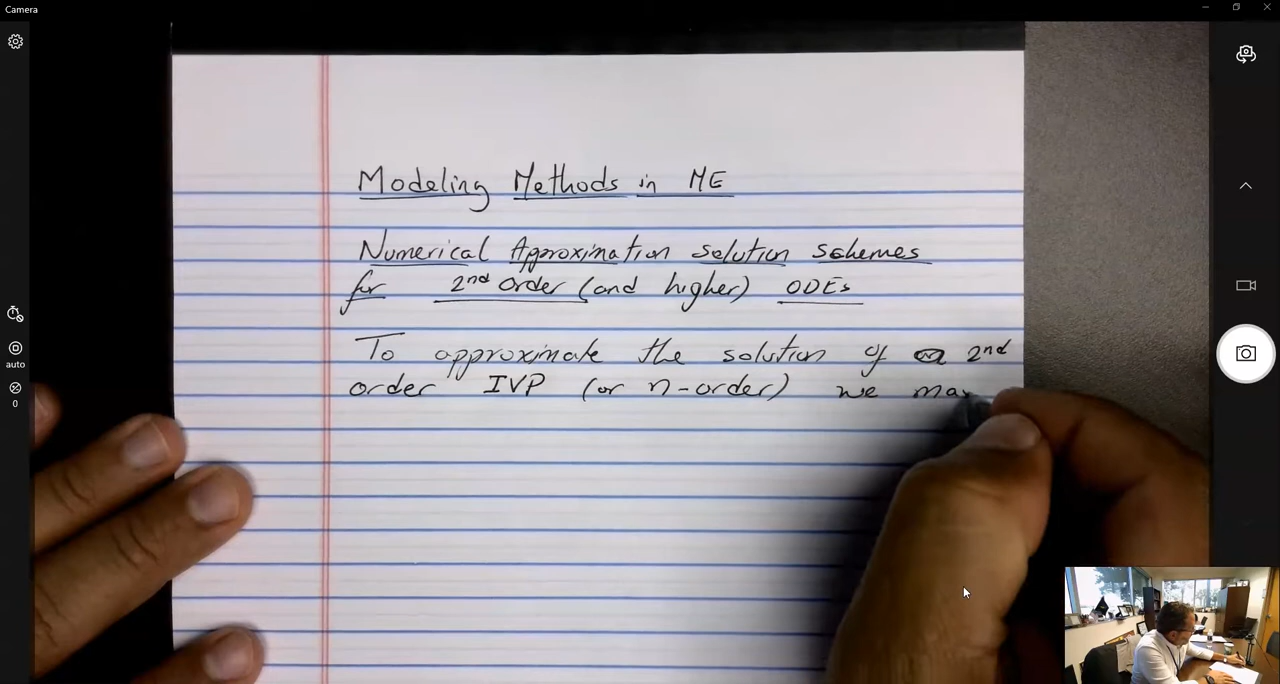 Camera
Modeling Methods in ME
Numerical Approximation solution schemes
for 2nd order (and higher) ODEs
To approximate the solution of a 2nd
order IVP (or n-order) we may
auto
0